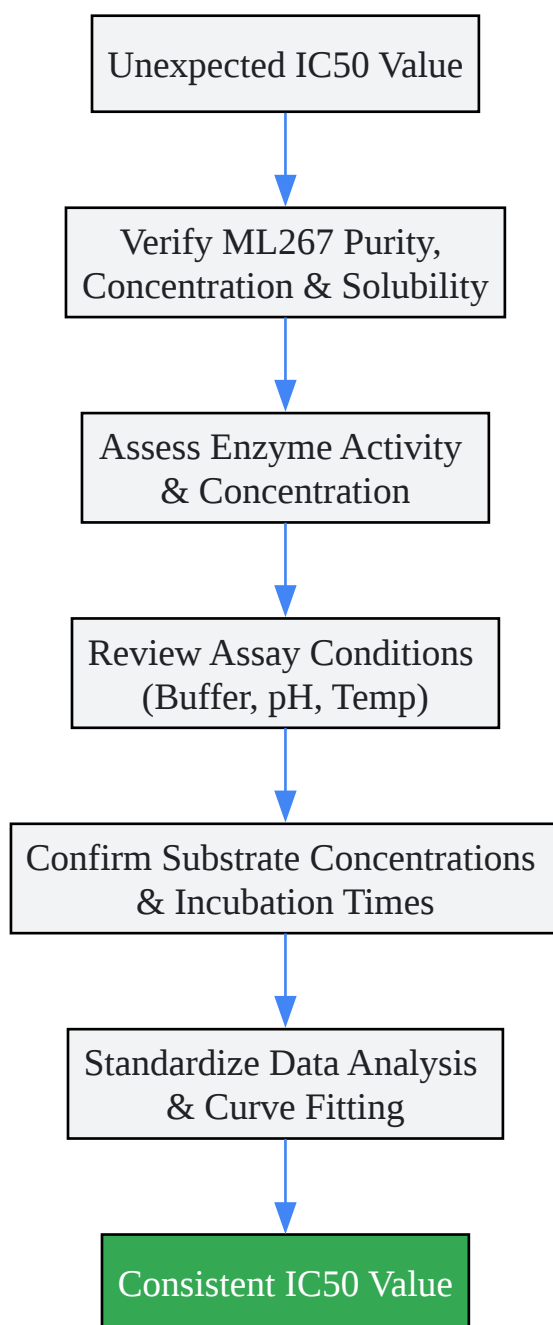 Unexpected IC50 Value
Verify ML267 Purity,
Concentration & Solubility
Assess Enzyme Activity
& Concentration
Review Assay Conditions
(Buffer, pH, Temp)
Confirm Substrate Concentrations
& Incubation Times
Standardize Data Analysis
& Curve Fitting
Consistent IC50 Value